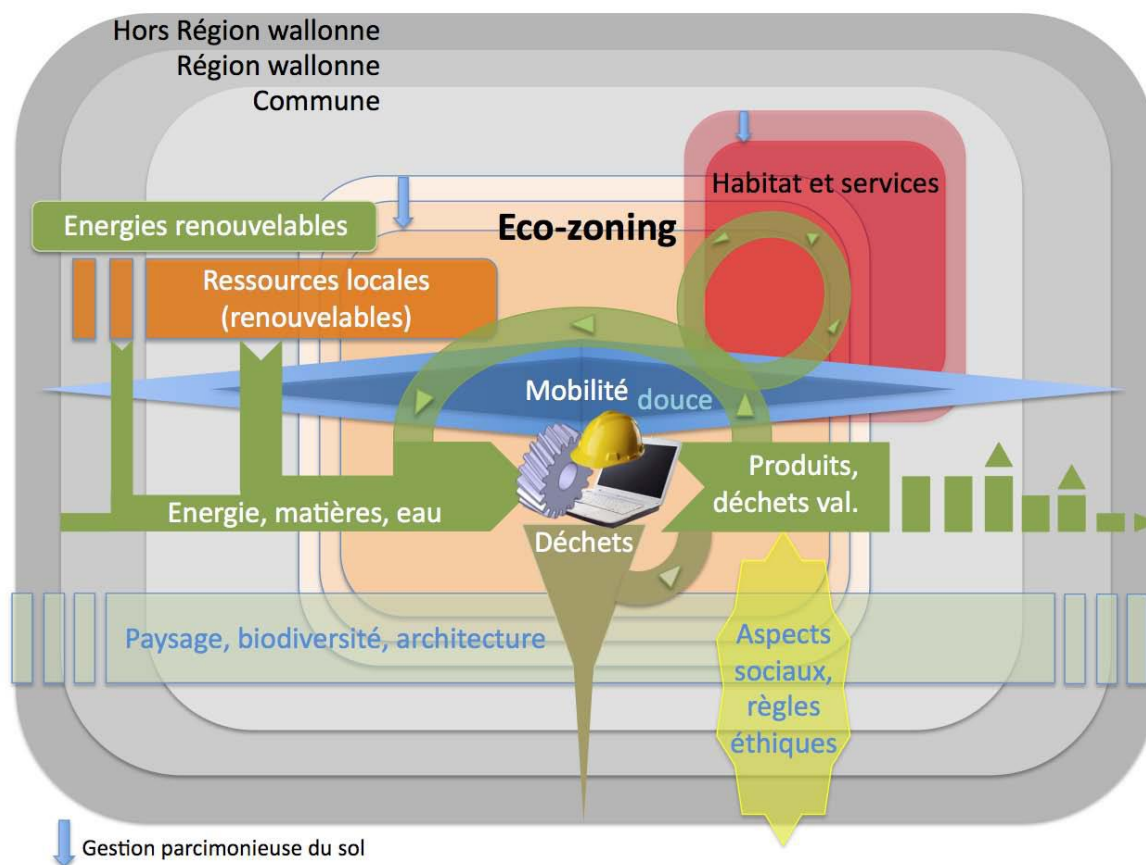 Hors Région wallonne
Région wallonne
Commune
Habitat et services
Energies renouvelables
Eco-zoning
Ressources locales
(renouvelables)
Mobilité
douce
Produits,
déchets val.
Energie, matières, eau
Déchets
Paysage, biodiversité, architecture
Aspects
sociaux,
règles
éthiques
Gestion parcimonieuse du sol